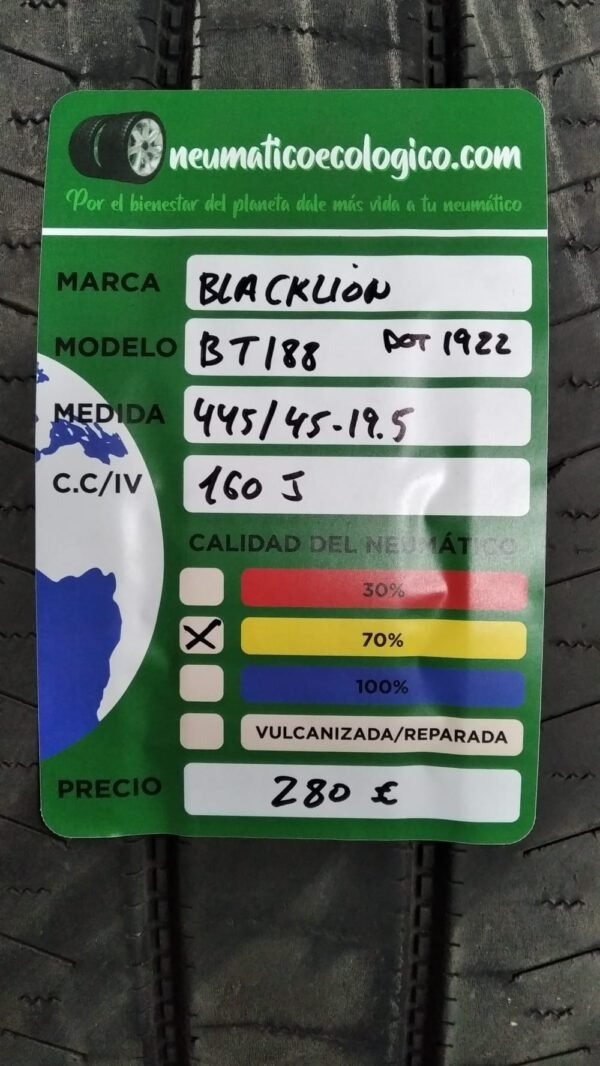 neumaticoecologico.com
Por el bienestar del planeta dale más vida a tu neumático
MARCA BLACKLION
MODELO BT188 DOT 1922
MEDIDA 445/45-19.5
C.C/IV 160 J
CALIDAD DEL NEUMÁTICO
30%
X 70%
100%
VULCANIZADA/REPARADA
PRECIO 280 €